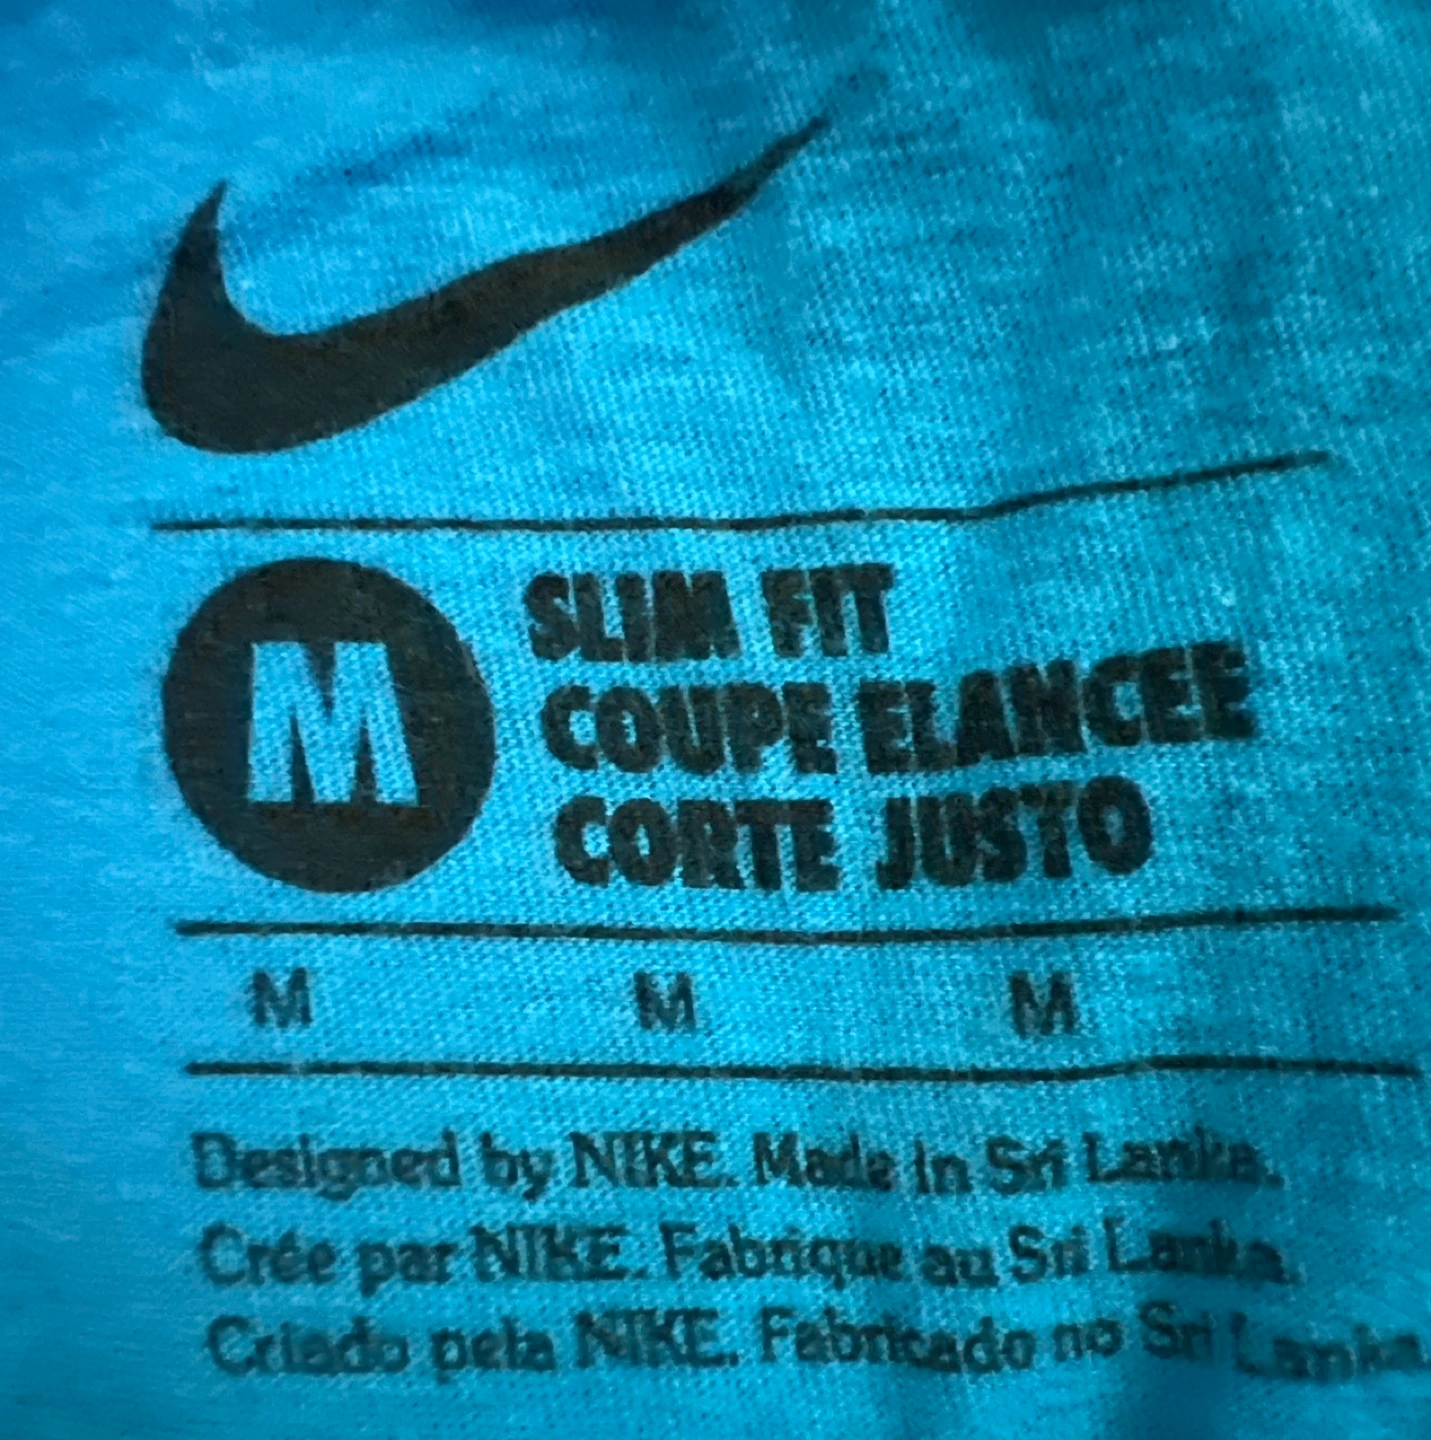 M
SLIM FIT
COUPE ELANCEE
CORTE JUSTO
M M M
Designed by NIKE. Made in Sri Lanka.
Crée par NIKE. Fabrique au Sri Lanka.
Criado pela NIKE. Fabricado no Sri Lanka.